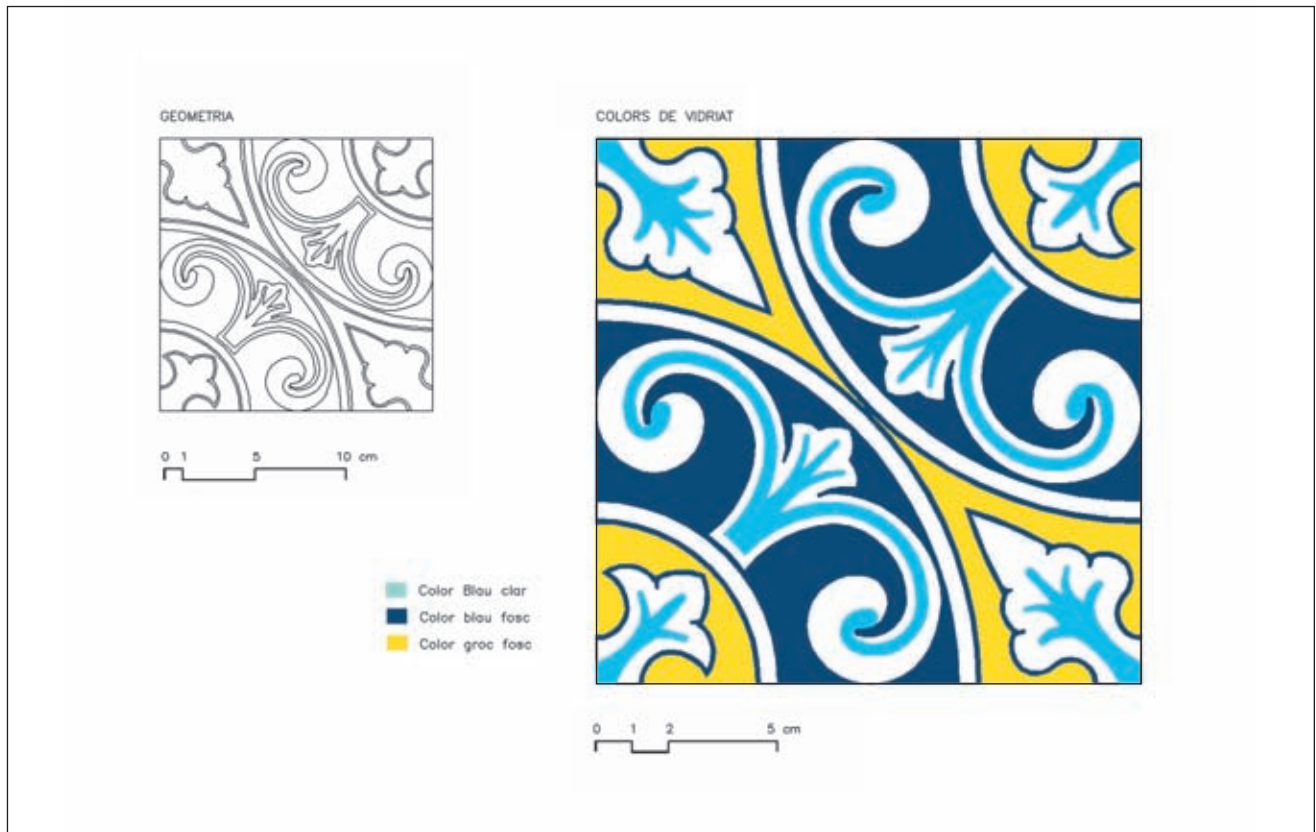 GEOMETRIA
0 1 5 10 cm
COLORS DE VIDRIAT
Color Blau clar
Color blau fosc
Color groc fosc
0 1 2 5 cm